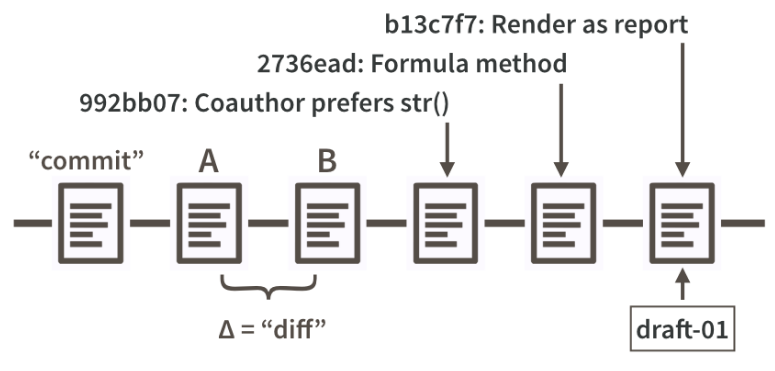 b13c7f7: Render as report
2736ead: Formula method
992bb07: Coauthor prefers str()
“commit”
A
B
Δ = “diff”
draft-01